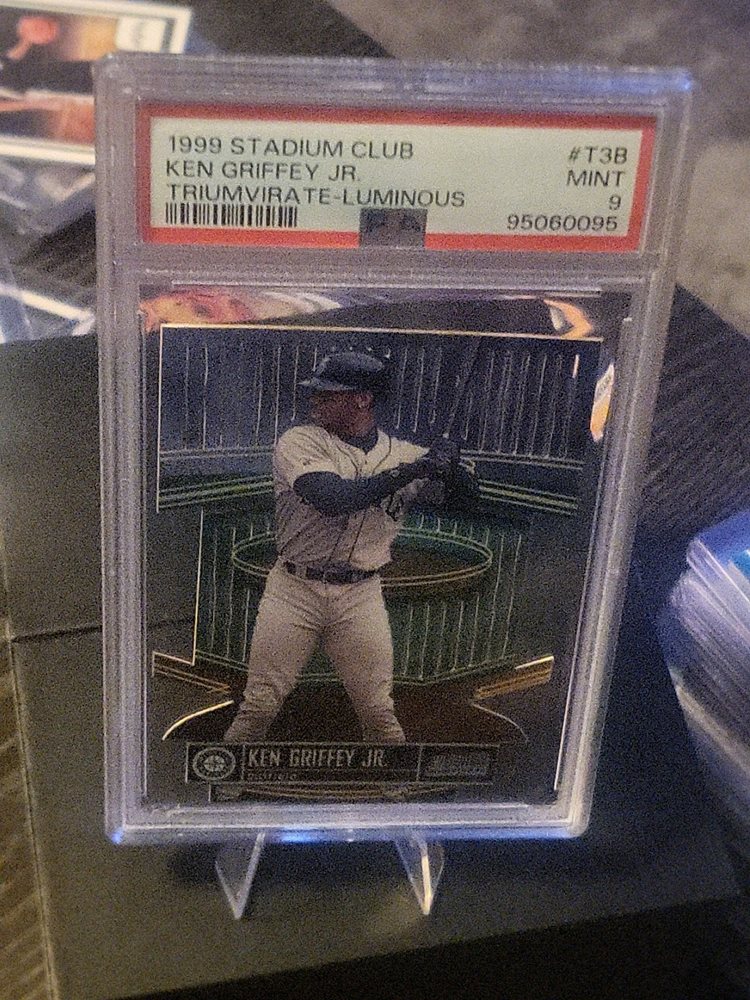 1999 STADIUM CLUB #T3B
KEN GRIFFEY JR. MINT
TRIUMVIRATE-LUMINOUS 9
95060095
KEN GRIFFEY JR.